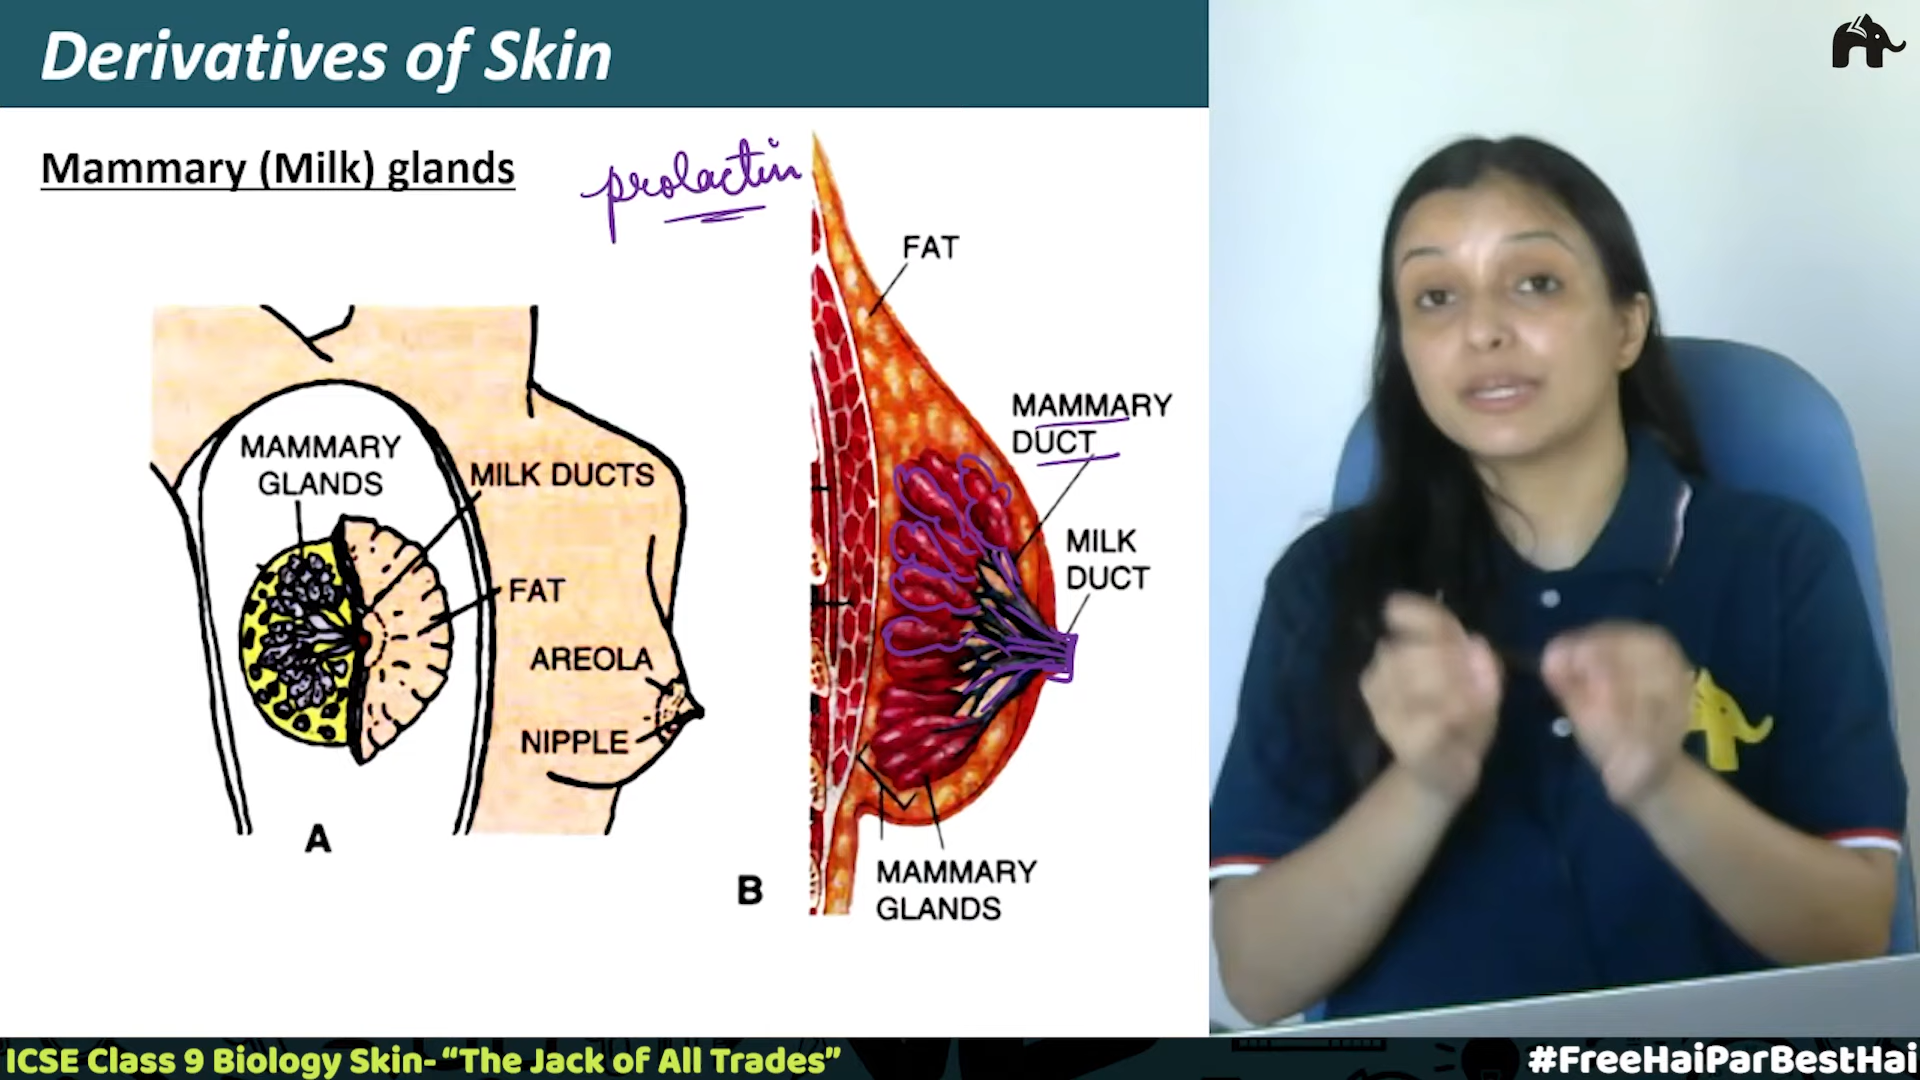 Derivatives of Skin
Mammary (Milk) glands
prolactin
MAMMARY
GLANDS
MILK DUCTS
FAT
AREOLA
NIPPLE
A
FAT
MAMMARY
DUCT
MILK
DUCT
MAMMARY
GLANDS
B
ICSE Class 9 Biology Skin- “The Jack of All Trades”
#FreeHaiParBestHai